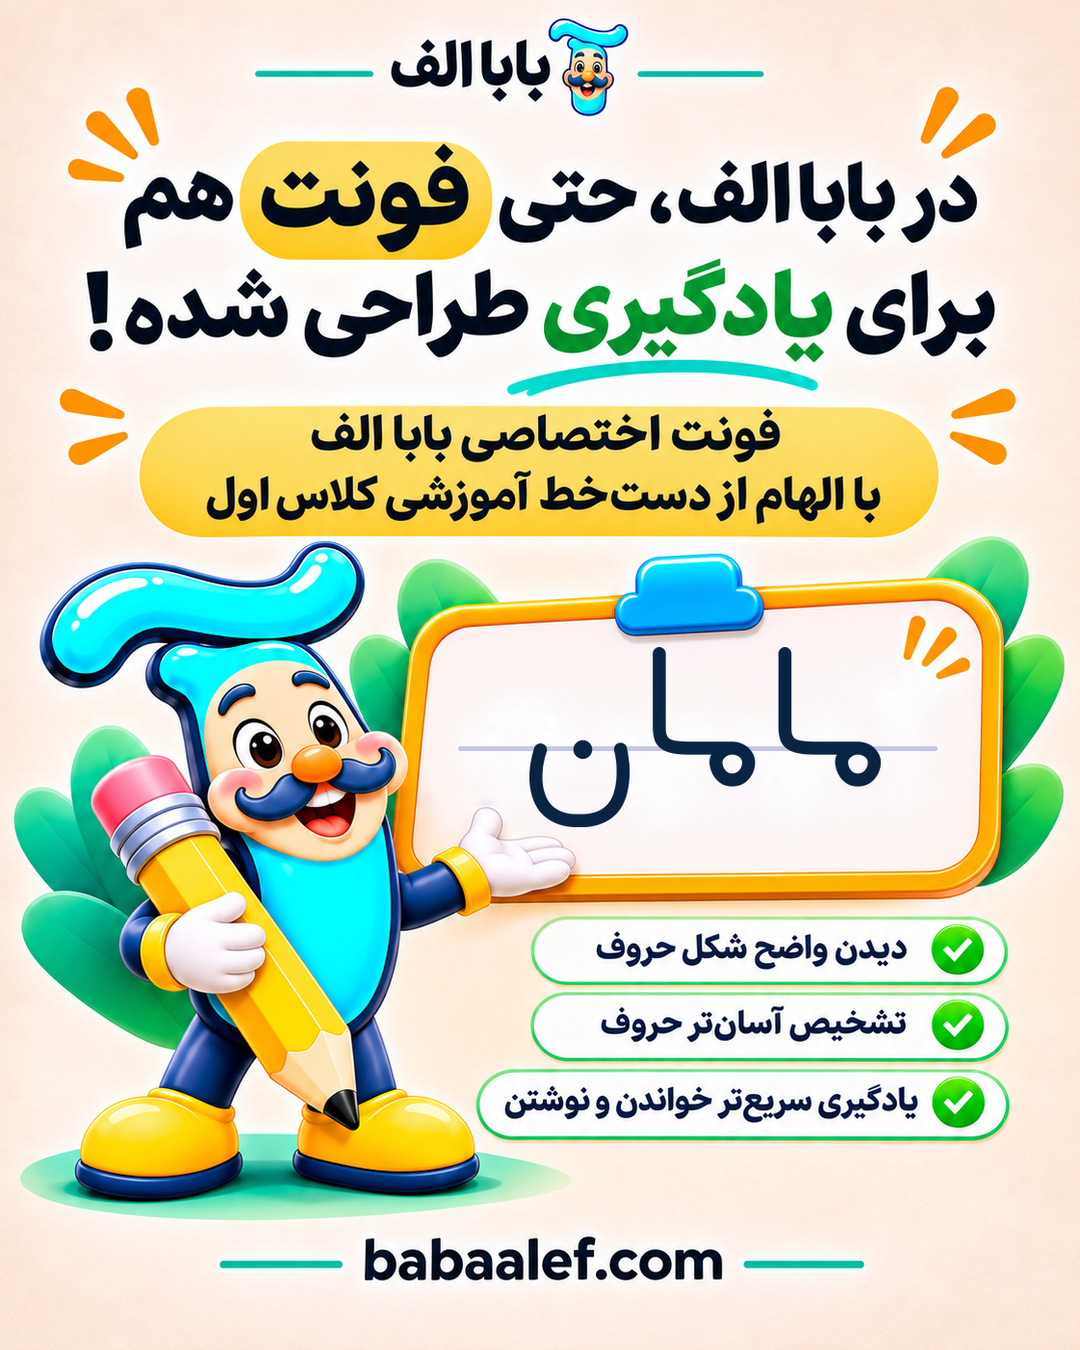 بابا الف
در بابا الف، حتی فونت هم
برای یادگیری طراحی شده!
فونت اختصاصی بابا الف
با الهام از دست‌خط آموزشی کلاس اول
مامان
دیدن واضح شکل حروف
تشخیص آسان‌تر حروف
یادگیری سریع‌تر خواندن و نوشتن
babaalef.com